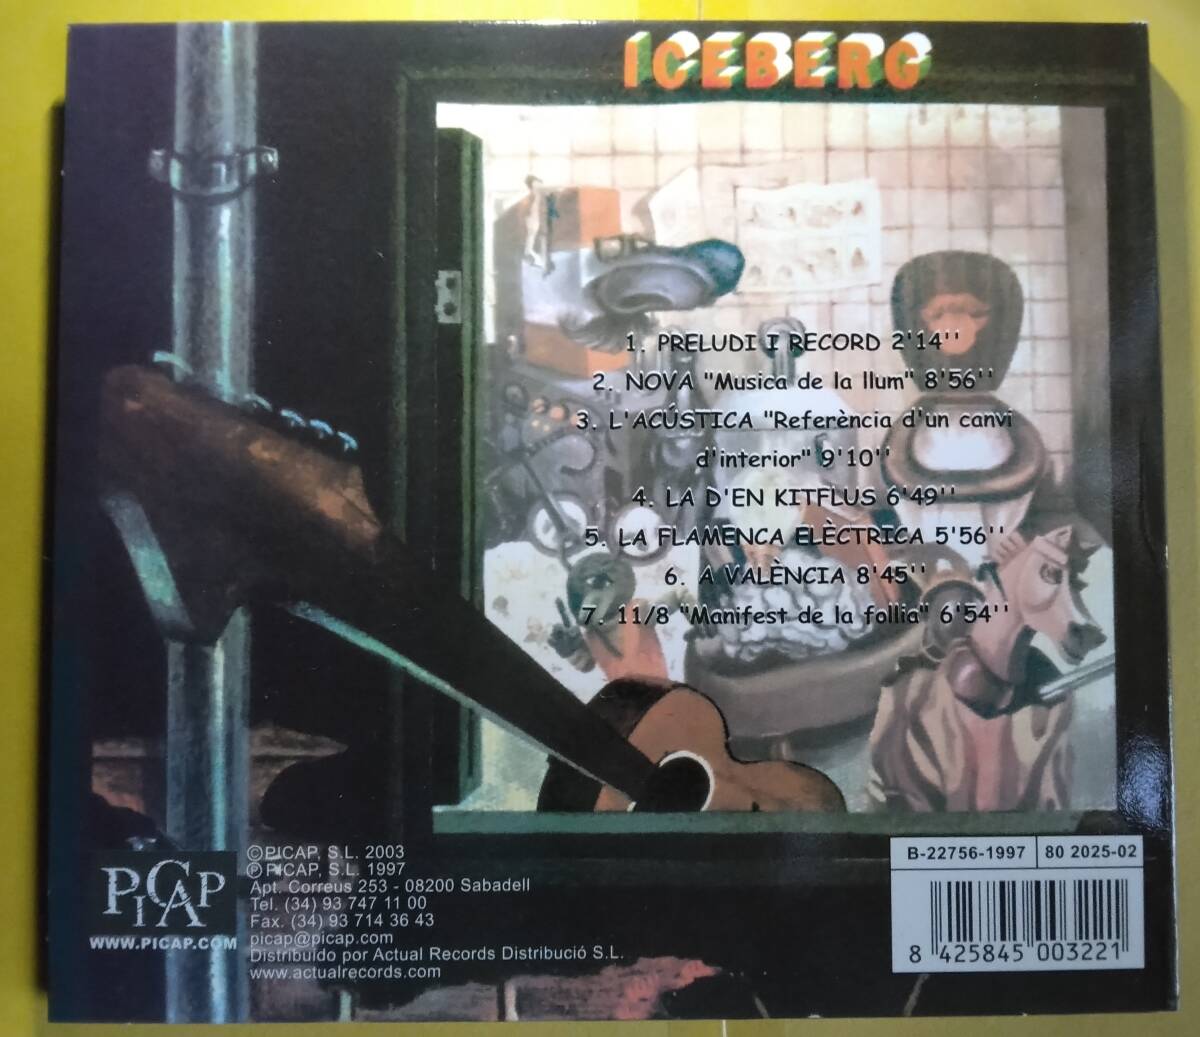 ICEBERG
1. PRELUDI I RECORD 2'14''
2. NOVA "Musica de la llum" 8'56''
3. L'ACÚSTICA "Referència d'un canvi
d'interior" 9'10''
4. LA D'EN KITFLUS 6'49''
5. LA FLAMENCA ELÈCTRICA 5'56''
6. A VALÈNCIA 8'45''
7. 11/8 "Manifest de la follia" 6'54''
PICAP
WWW.PICAP.COM
©PICAP, S.L. 2003
℗PICAP, S.L. 1997
Apt. Correus 253 - 08200 Sabadell
Tel. (34) 93 747 11 00
Fax. (34) 93 714 36 43
picap@picap.com
Distribuido por Actual Records Distribució S.L.
www.actualrecords.com
B-22756-1997 80 2025-02
8 425845 003221